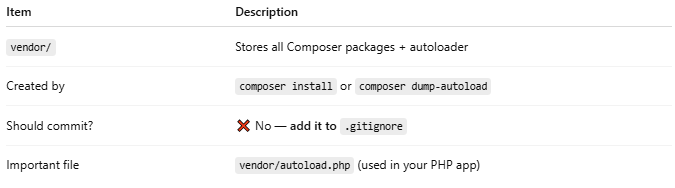 Item Description
vendor/ Stores all Composer packages + autoloader
Created by composer install or composer dump-autoload
Should commit? ❌ No — add it to .gitignore
Important file vendor/autoload.php (used in your PHP app)